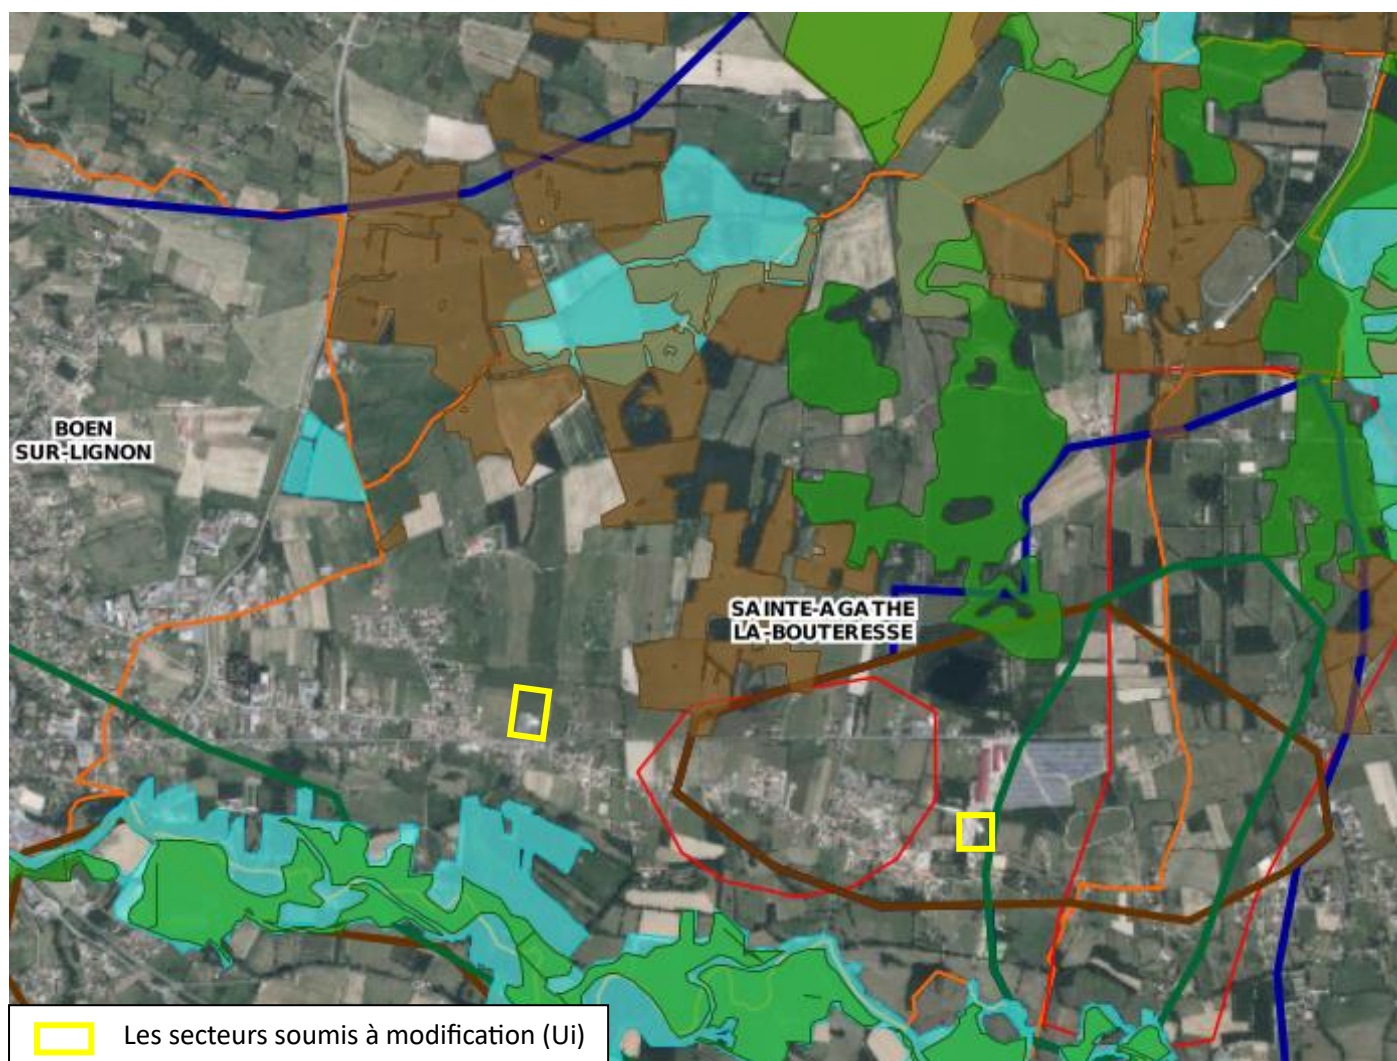 BOEN
SUR-LIGNON
SAINTE-AGATHE
LA-BOUTERESSE
Les secteurs soumis à modification (Ui)